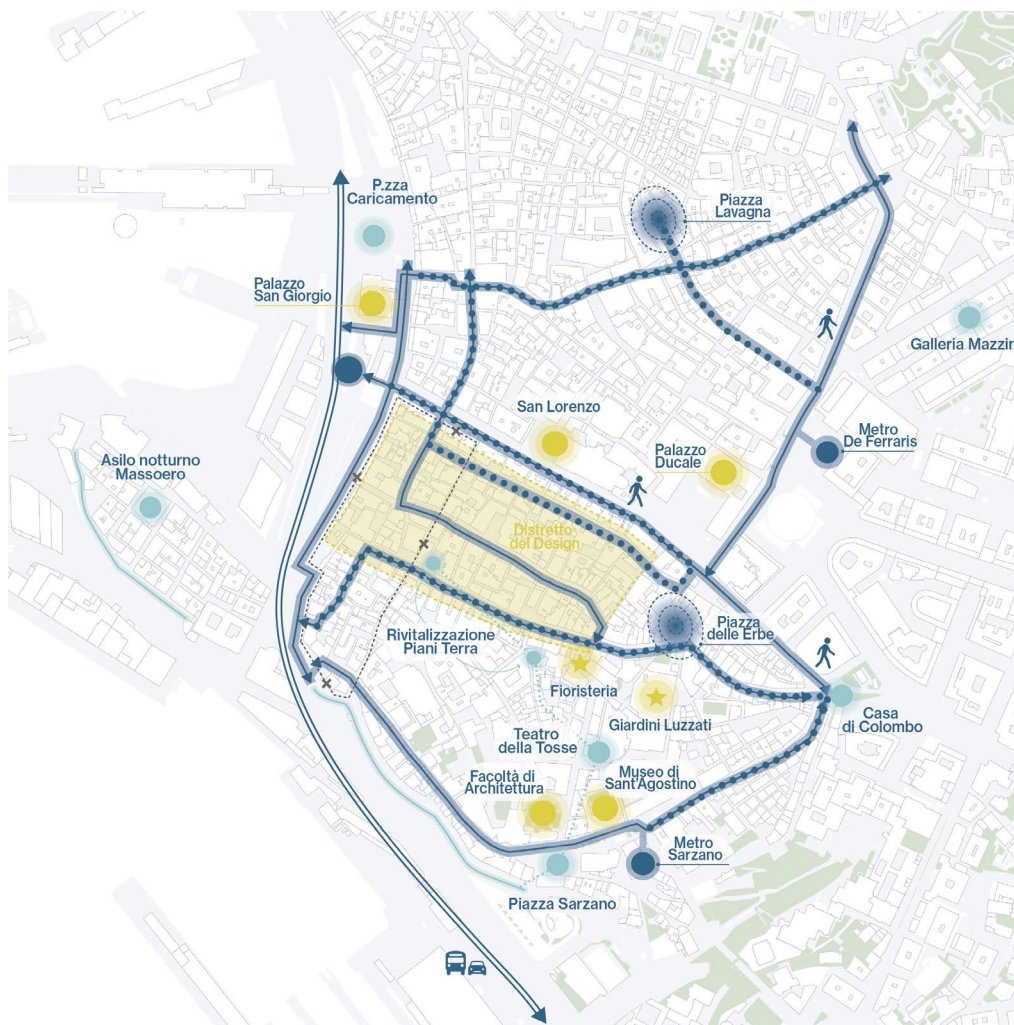 P.zza
Caricamento
Piazza
Lavagna
Palazzo
San Giorgio
Galleria Mazzin
San Lorenzo
Metro
De Ferraris
Palazzo
Ducale
Asilo notturno
Massoero
Distretto
del Design
Piazza
delle Erbe
Rivitalizzazione
Piani Terra
Fioristeria
Giardini Luzzati
Casa
di Colombo
Teatro
della Tosse
Facoltà di
Architettura
Museo di
Sant'Agostino
Metro
Sarzano
Piazza Sarzano